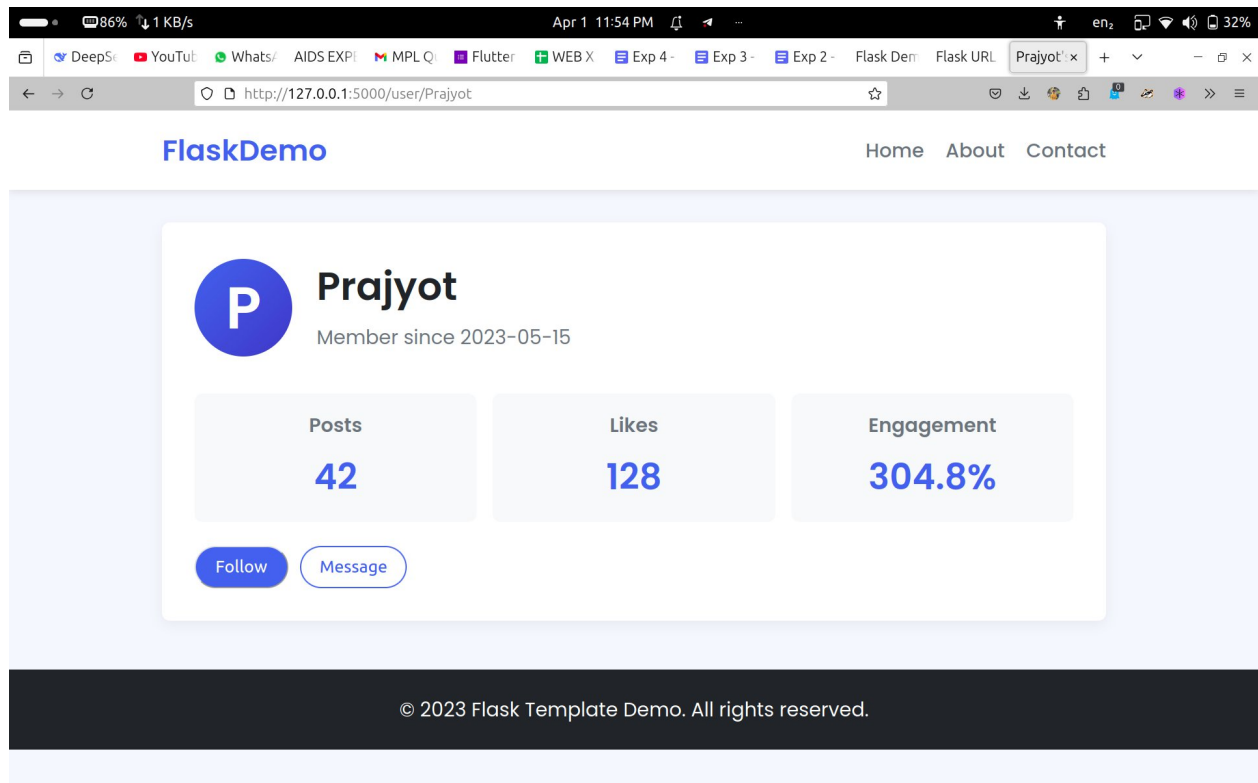 86% 1 KB/s Apr 1 11:54 PM en₂ 32%
DeepSe YouTub WhatsA AIDS EXP MPL Q Flutter WEB X Exp 4 - Exp 3 - Exp 2 - Flask Dem Flask URL Prajyot's
http://127.0.0.1:5000/user/Prajyot
FlaskDemo Home About Contact
P
Prajyot
Member since 2023-05-15
Posts Likes Engagement
42 128 304.8%
Follow Message
© 2023 Flask Template Demo. All rights reserved.